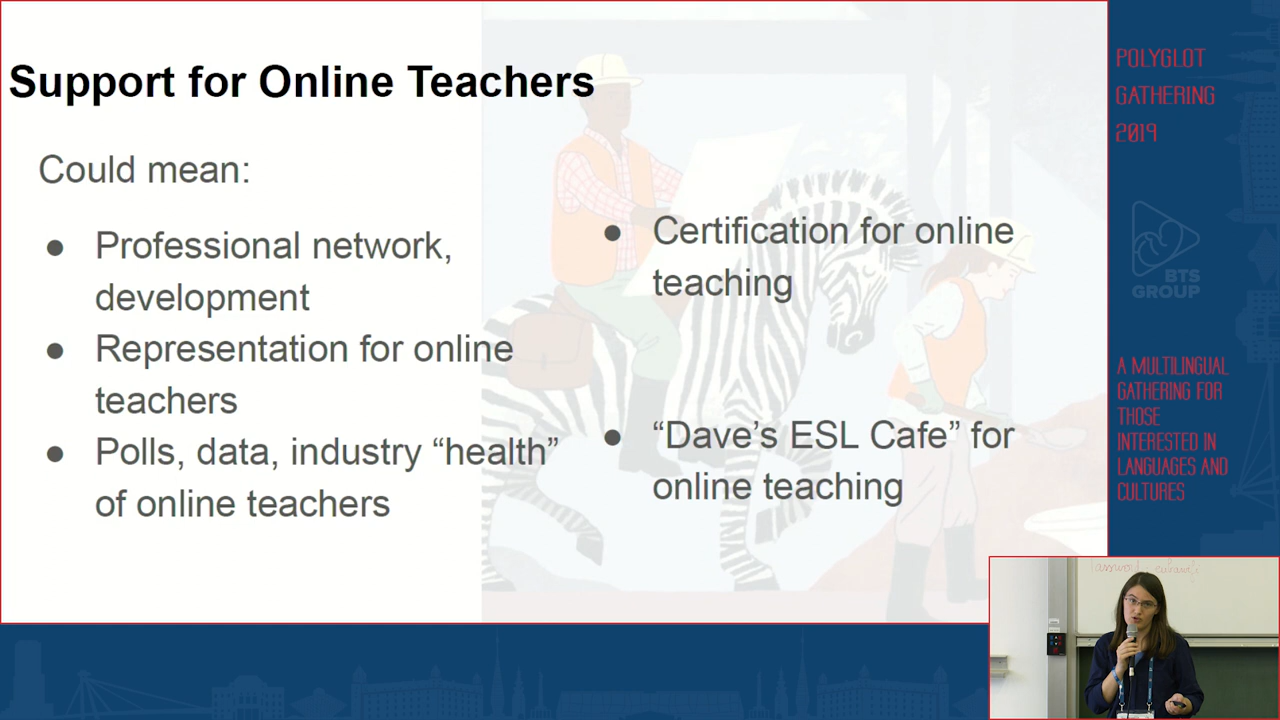 Support for Online Teachers
Could mean:
● Professional network,
development
● Representation for online
teachers
● Polls, data, industry “health”
of online teachers
● Certification for online
teaching
● “Dave’s ESL Cafe” for
online teaching
POLYGLOT
GATHERING
2019
BTS
GROUP
A MULTILINGUAL
GATHERING FOR
THOSE
INTERESTED IN
LANGUAGES AND
CULTURES